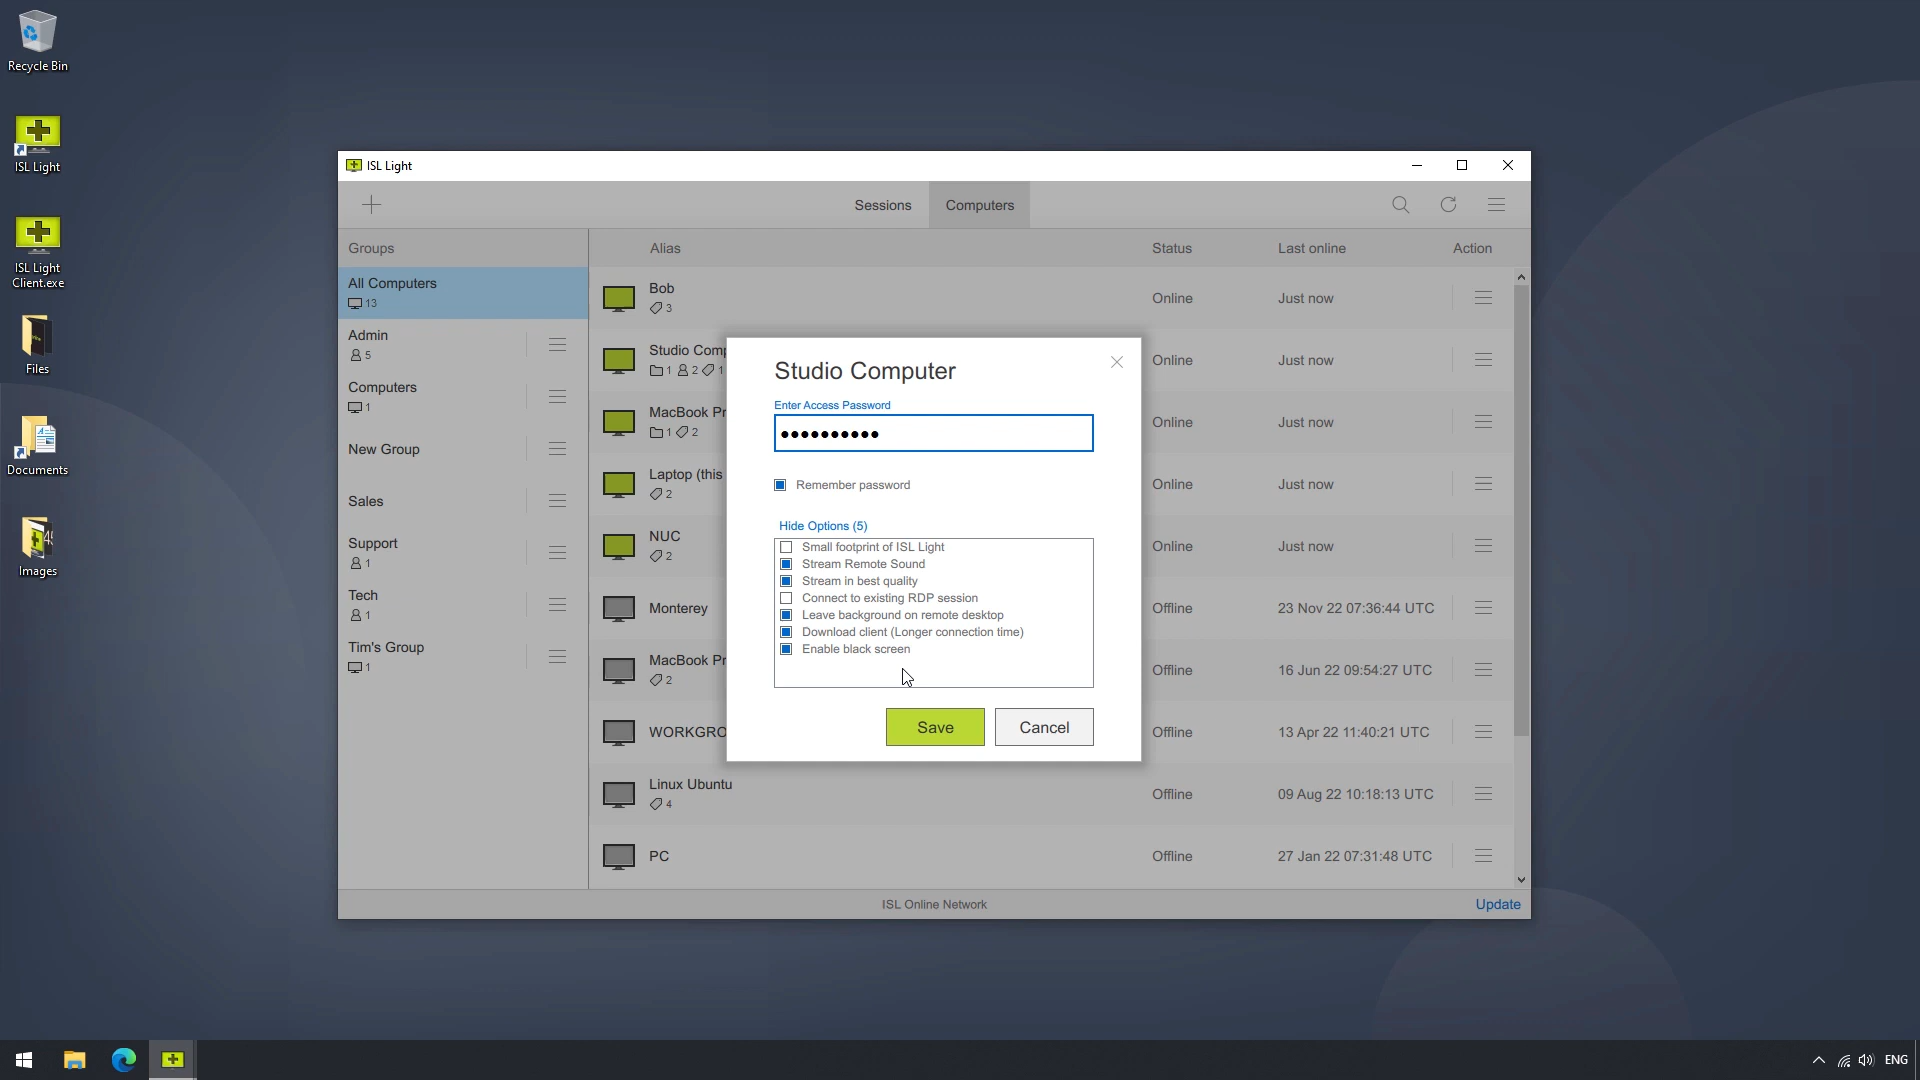 Recycle Bin
ISL Light
ISL Light
Client.exe
Files
Documents
Images
ISL Light
Sessions
Computers
Groups
Alias
Status
Last online
Action
All Computers
13
Admin
5
Computers
1
New Group
Sales
Support
1
Tech
1
Tim's Group
1
Bob
3
Online
Just now
Studio Comp
1 2 1
Online
Just now
MacBook Pr
1 2
Online
Just now
Laptop (this
2
Online
Just now
NUC
2
Online
Just now
Monterey
Offline
23 Nov 22 07:36:44 UTC
MacBook Pr
2
Offline
16 Jun 22 09:54:27 UTC
WORKGRO
Offline
13 Apr 22 11:40:21 UTC
Linux Ubuntu
4
Offline
09 Aug 22 10:18:13 UTC
PC
Offline
27 Jan 22 07:31:48 UTC
Studio Computer
Enter Access Password
●●●●●●●●●●
Remember password
Hide Options (5)
Small footprint of ISL Light
Stream Remote Sound
Stream in best quality
Connect to existing RDP session
Leave background on remote desktop
Download client (Longer connection time)
Enable black screen
Save
Cancel
ISL Online Network
Update
ENG